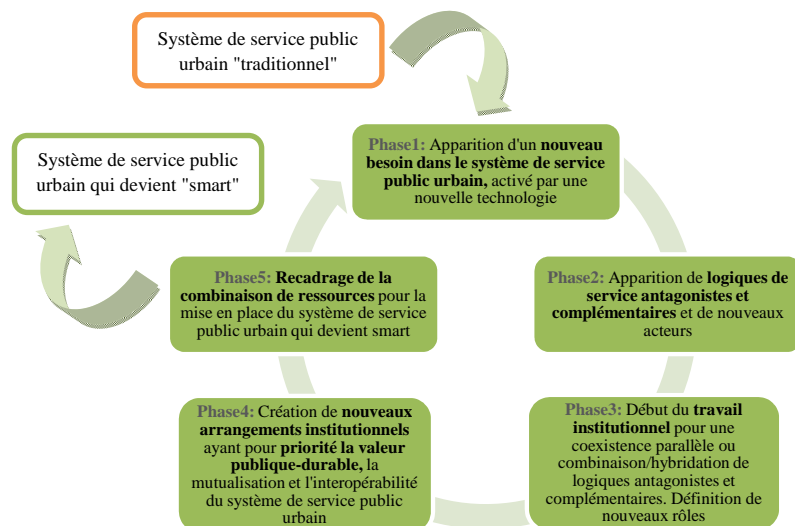 Système de service public
urbain "traditionnel"
Système de service public
urbain qui devient "smart"
Phase1: Apparition d'un nouveau
besoin dans le système de service
public urbain, activé par une
nouvelle technologie
Phase2: Apparition de logiques de
service antagonistes et
complémentaires et de nouveaux
acteurs
Phase3: Début du travail
institutionnel pour une
coexistence parallèle ou
combinaison/hybridation de
logiques antagonistes et
complémentaires. Définition de
nouveaux rôles
Phase4: Création de nouveaux
arrangements institutionnels
ayant pour priorité la valeur
publique-durable, la
mutualisation et l'interopérabilité
du système de service public
urbain
Phase5: Recadrage de la
combinaison de ressources pour la
mise en place du système de service
public urbain qui devient smart